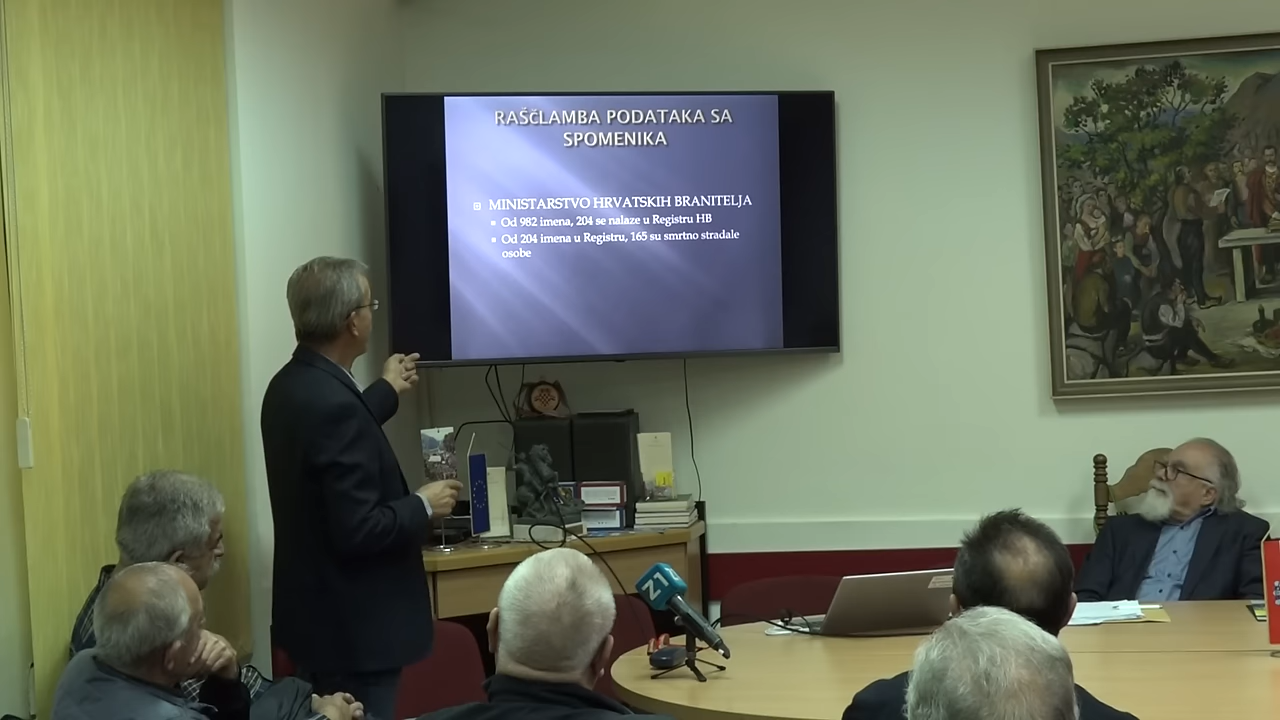 RAŠČLAMBA PODATAKA SA
SPOMENIKA
MINISTARSTVO HRVATSKIH BRANITELJA
Od 982 imena, 204 se nalaze u Registru HB
Od 204 imena u Registru, 165 su smrtno stradale
osobe
Z1